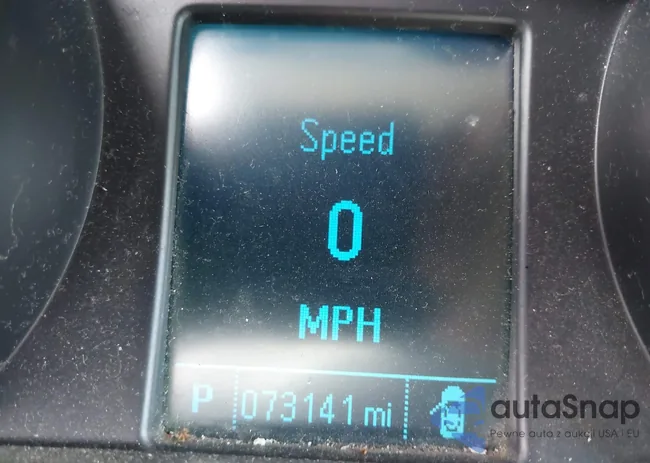 Speed
0
MPH
P 073141 mi
autaSnap
Pewne auta z aukcji USA i EU